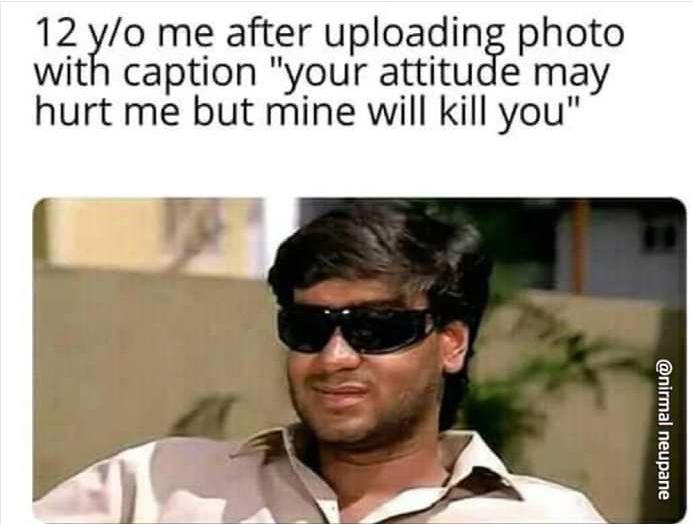 12 y/o me after uploading photo
with caption "your attitude may
hurt me but mine will kill you"
@nirmal neupane